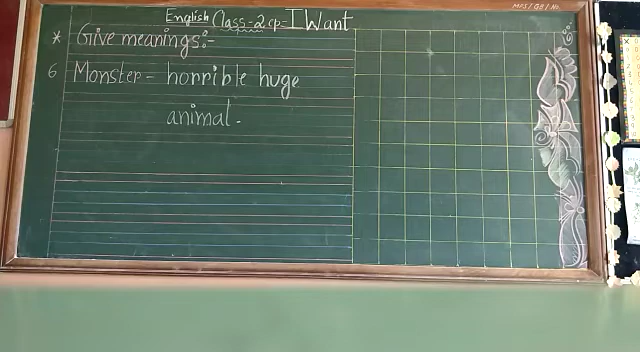 English Class-2 cp-I Want
* Give meanings:-
6 Monster - horrible huge
animal.